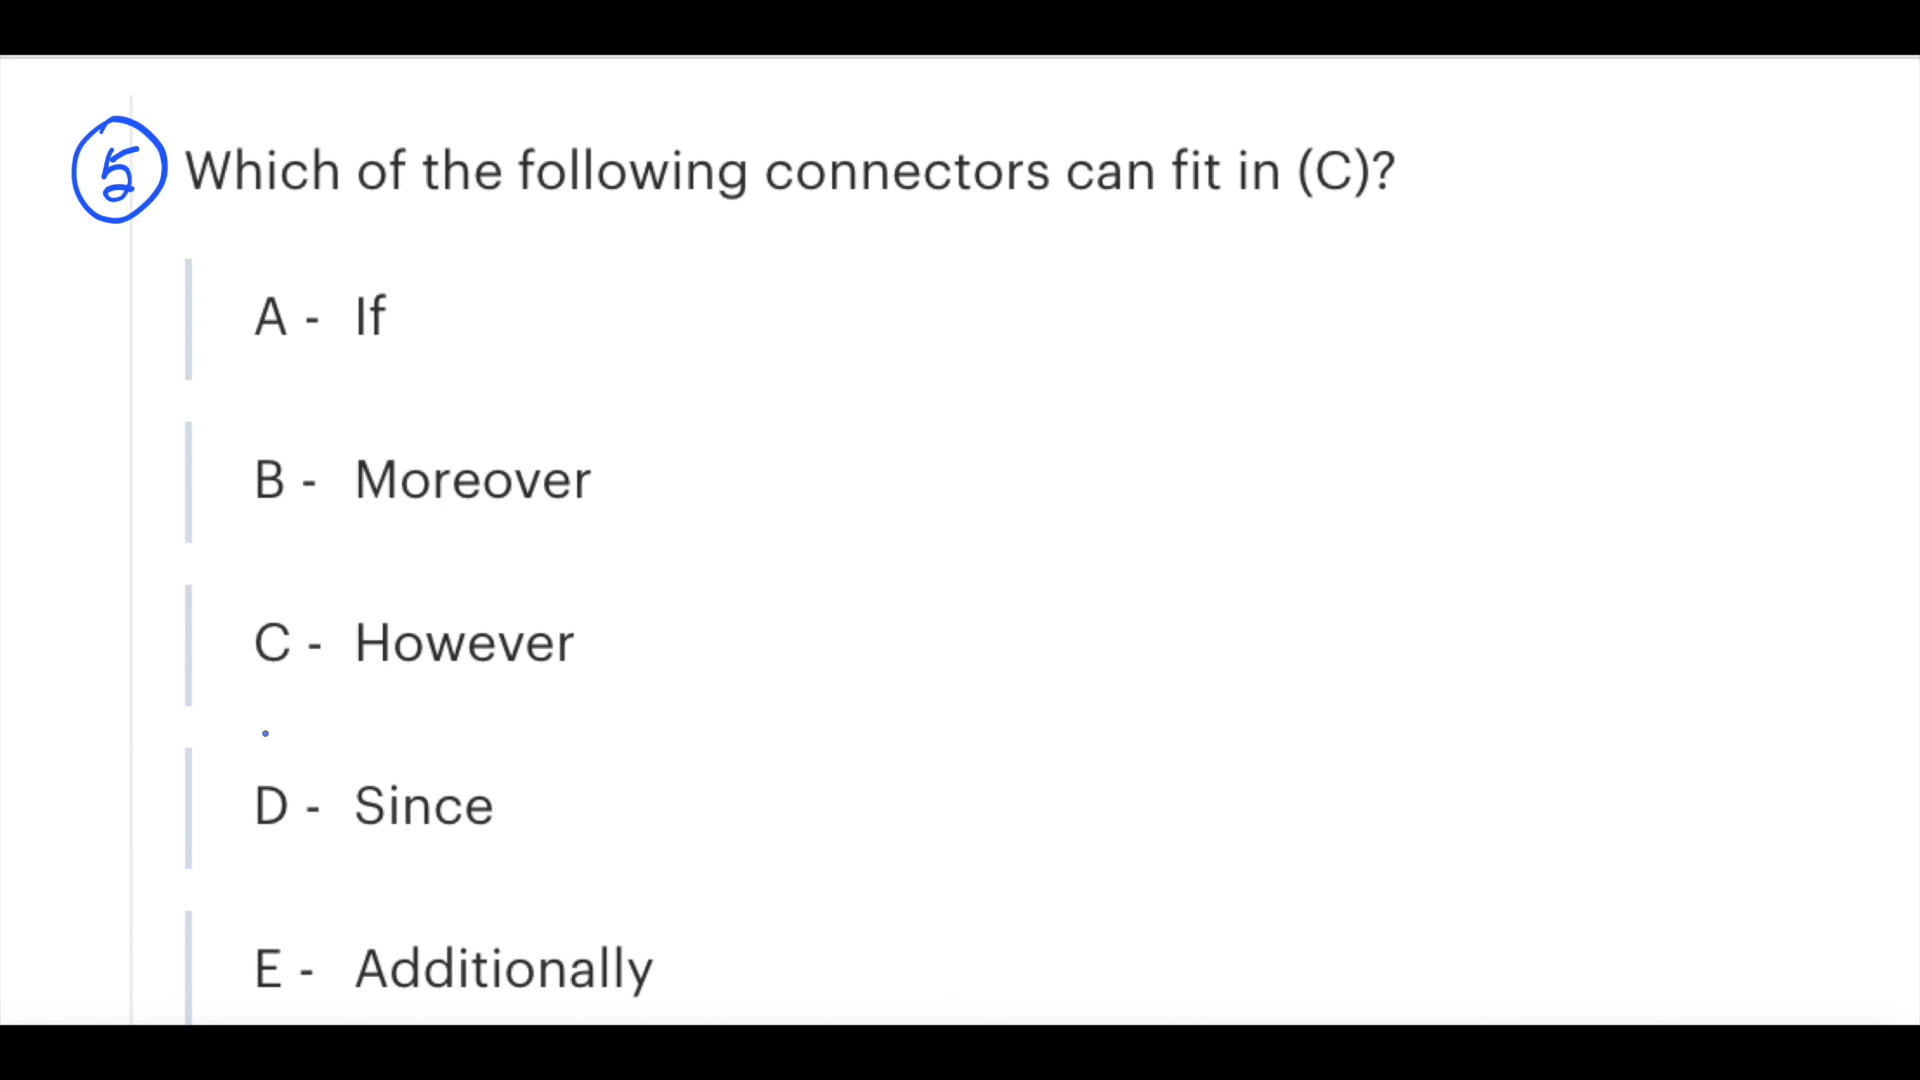 5 Which of the following connectors can fit in (C)?
A - If
B - Moreover
C - However
D - Since
E - Additionally